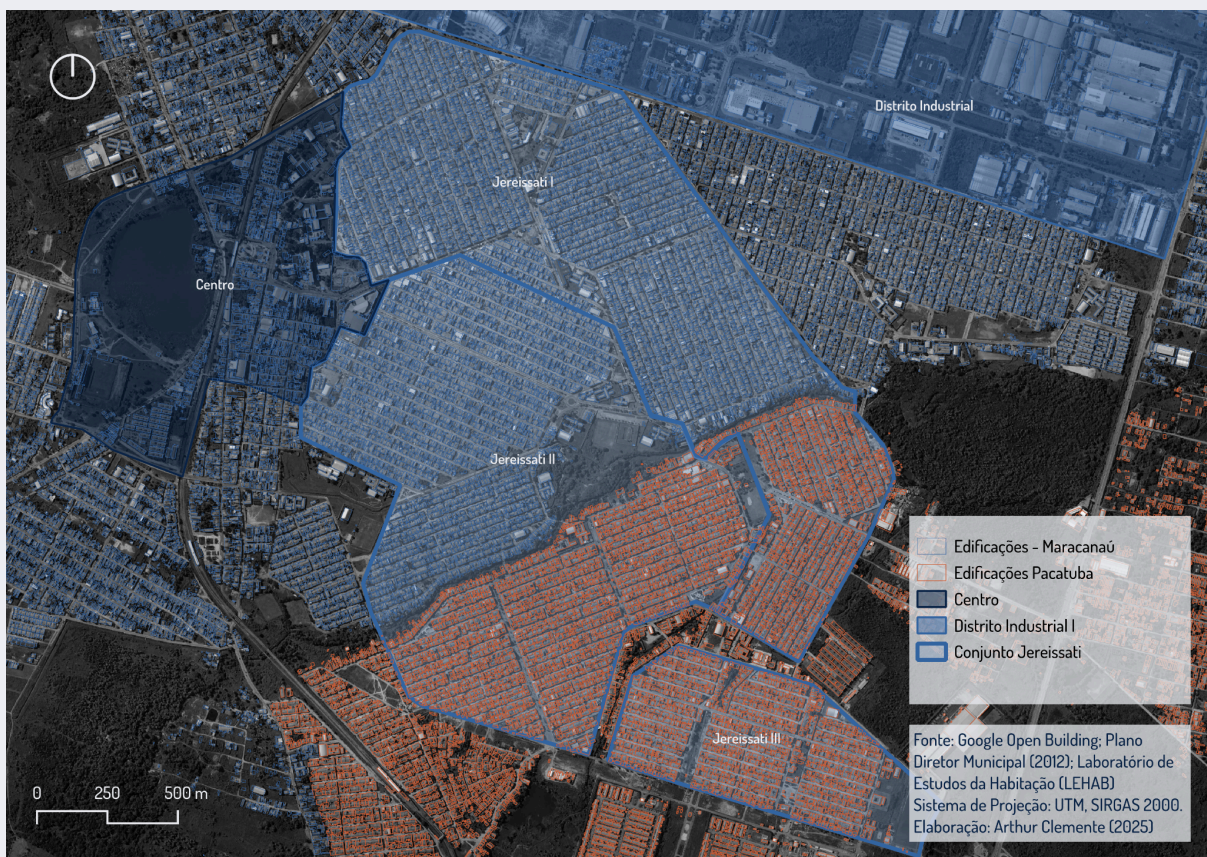 Distrito Industrial
Jereissati I
Centro
Jereissati II
Edificações - Maracanaú
Edificações Pacatuba
Centro
Distrito Industrial I
Conjunto Jereissati
Jereissati III
Fonte: Google Open Building; Plano
Diretor Municipal (2012); Laboratório de
Estudos da Habitação (LEHAB)
Sistema de Projeção: UTM, SIRGAS 2000.
Elaboração: Arthur Clemente (2025)
0 250 500 m